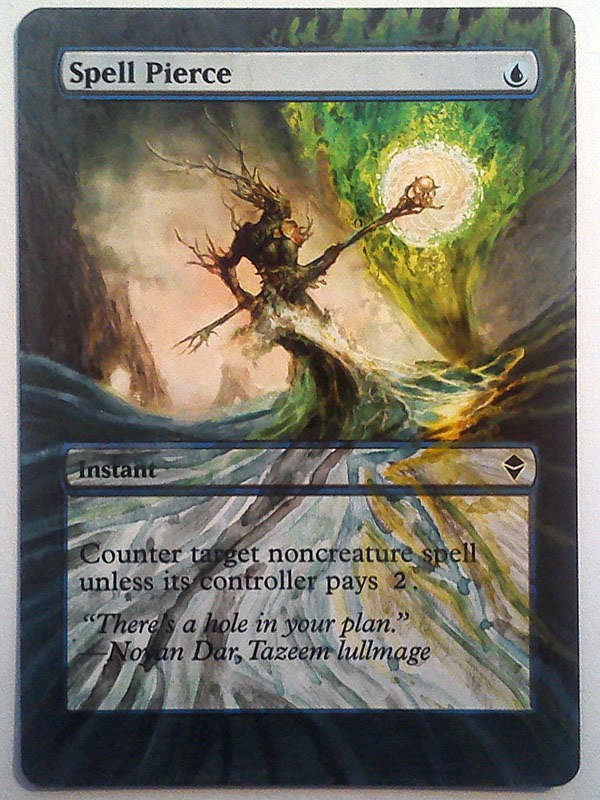 Spell Pierce
Instant
Counter target noncreature spell
unless its controller pays 2.
"There's a hole in your plan."
—Noyan Dar, Tazeem lullmage